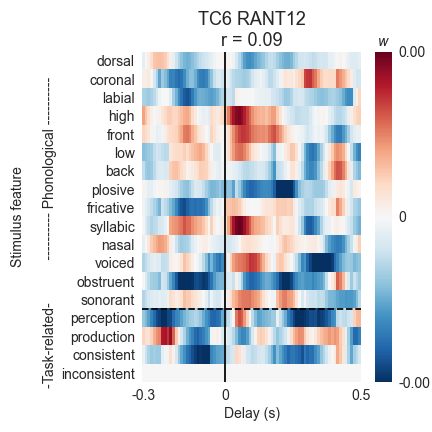 TC6 RANT12
r = 0.09
w
dorsal
coronal
labial
high
front
low
back
plosive
fricative
syllabic
nasal
voiced
obstruent
sonorant
perception
production
consistent
inconsistent
Stimulus feature
-Task-related- ---------- Phonological ----------
0.00
0
-0.00
-0.3
0
0.5
Delay (s)